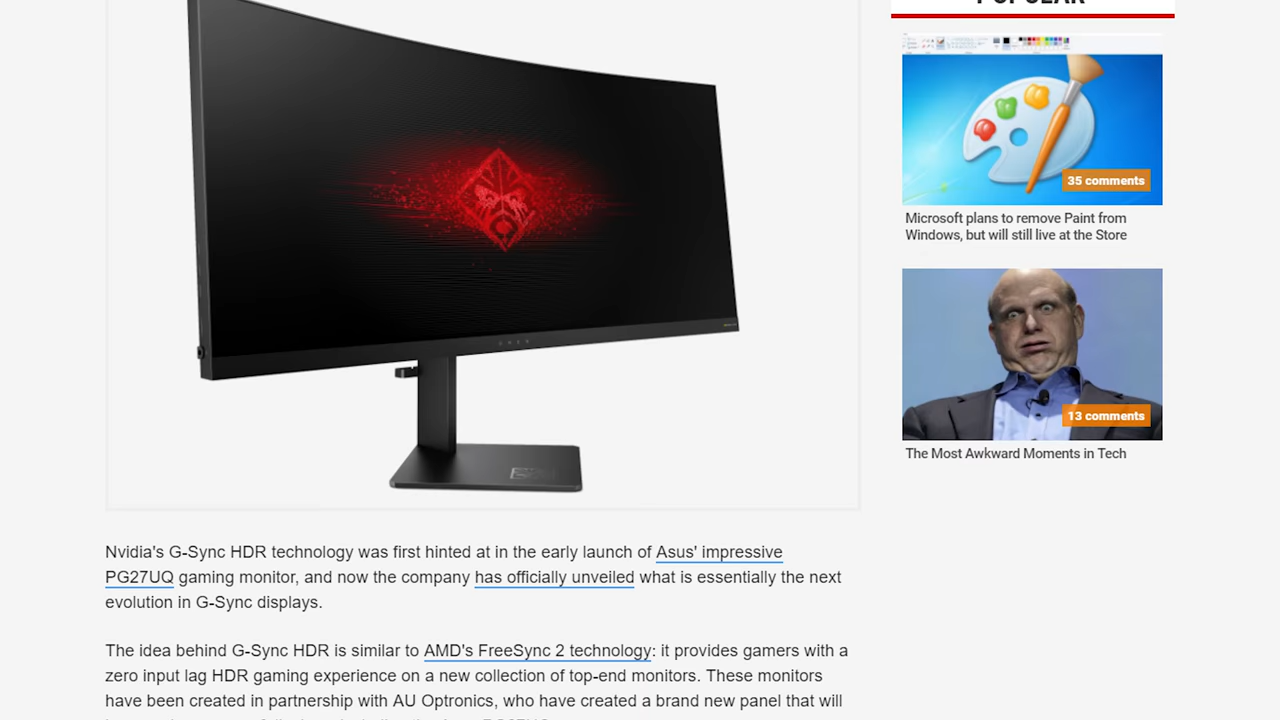 POPULAR
35 comments
Microsoft plans to remove Paint from
Windows, but will still live at the Store
13 comments
The Most Awkward Moments in Tech
Nvidia's G-Sync HDR technology was first hinted at in the early launch of Asus' impressive
PG27UQ gaming monitor, and now the company has officially unveiled what is essentially the next
evolution in G-Sync displays.
The idea behind G-Sync HDR is similar to AMD's FreeSync 2 technology: it provides gamers with a
zero input lag HDR gaming experience on a new collection of top-end monitors. These monitors
have been created in partnership with AU Optronics, who have created a brand new panel that will